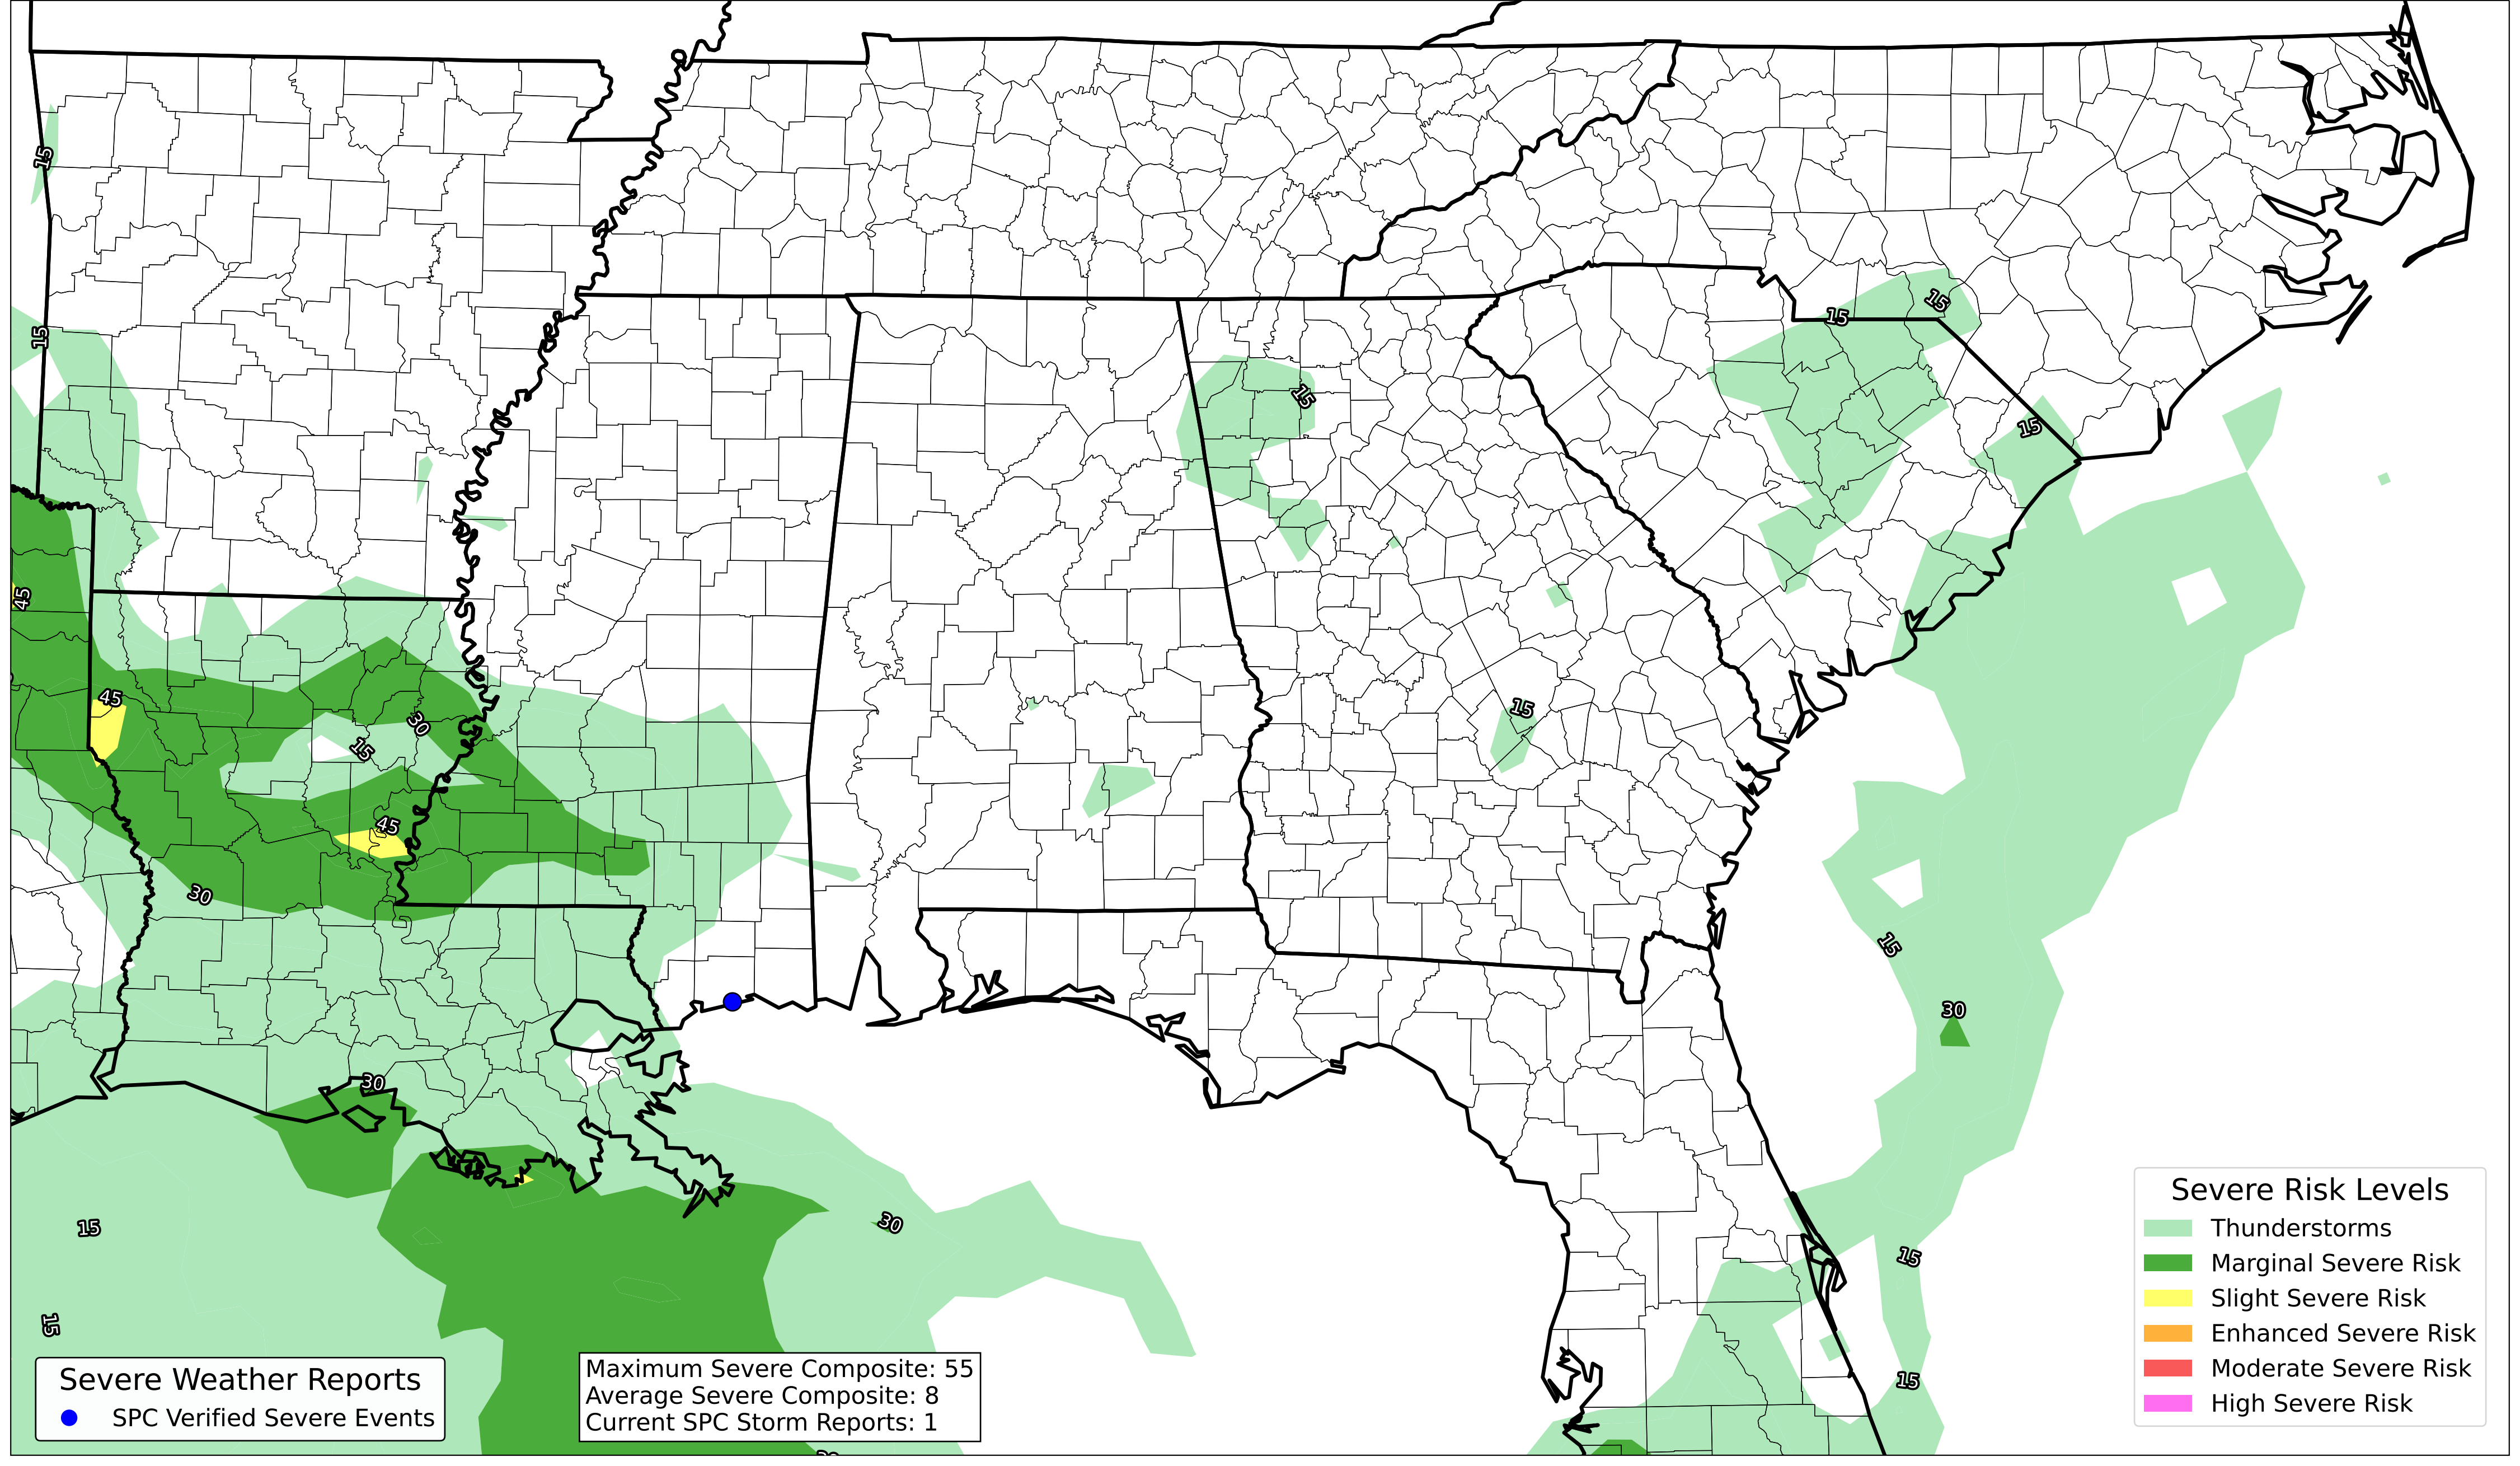 15
15
15
15
15
15
45
45
30
15
15
45
30
15
30
30
15
30
15
15
15
Severe Risk Levels
Thunderstorms
Marginal Severe Risk
Slight Severe Risk
Enhanced Severe Risk
Moderate Severe Risk
High Severe Risk
Severe Weather Reports
SPC Verified Severe Events
Maximum Severe Composite: 55
Average Severe Composite: 8
Current SPC Storm Reports: 1